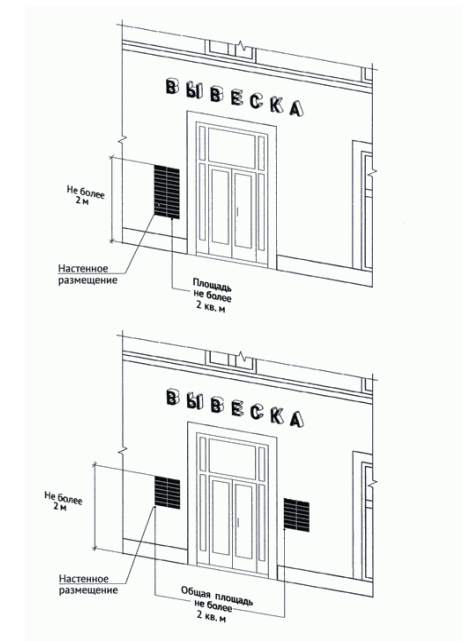 ВЫВЕСКА
Не более
2 м
Настенное
размещение
Площадь
не более
2 кв. м
ВЫВЕСКА
Не более
2 м
Настенное
размещение
Общая площадь
не более
2 кв. м